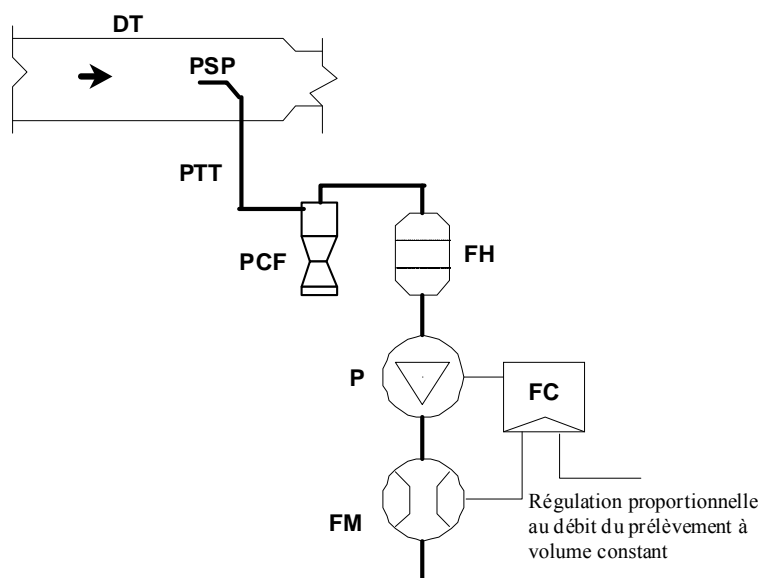 DT
PSP
PTT
PCF
FH
P
FC
FM
Régulation proportionnelle
au débit du prélèvement à
volume constant